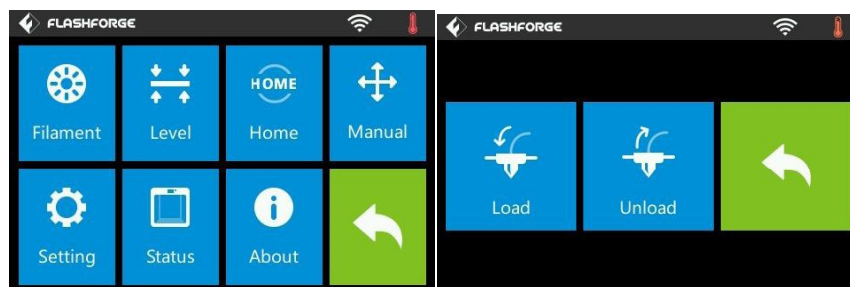 FLASHFORGE
Filament
Level
HOME
Home
Manual
Setting
Status
i
About
FLASHFORGE
Load
Unload